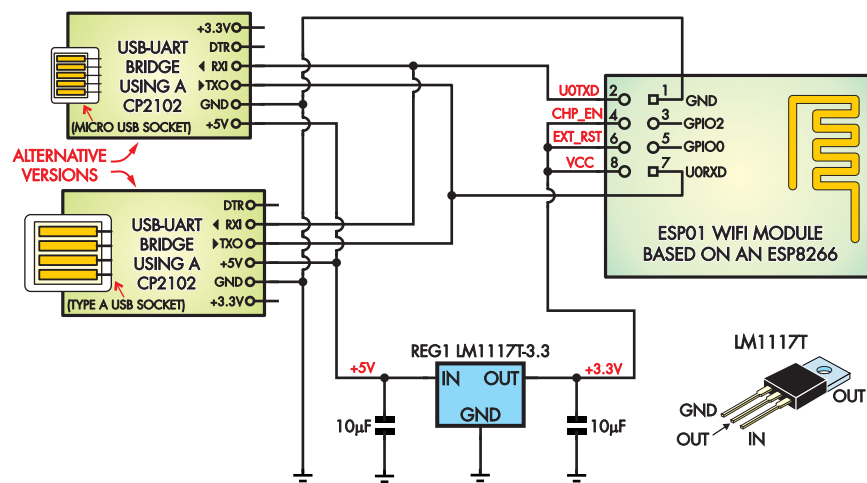 +3.3V
DTR
RXI
TXO
GND
+5V
USB-UART
BRIDGE
USING A
CP2102
(MICRO USB SOCKET)
ALTERNATIVE
VERSIONS
DTR
RXI
TXO
+5V
GND
+3.3V
USB-UART
BRIDGE
USING A
CP2102
(TYPE A USB SOCKET)
U0TXD 2 1 GND
CHP_EN 4 3 GPIO2
EXT_RST 6 5 GPIO0
VCC 8 7 U0RXD
ESP01 WIFI MODULE
BASED ON AN ESP8266
REG1 LM1117T-3.3
+5V
IN OUT
GND
+3.3V
10µF
10µF
LM1117T
OUT
GND
OUT
IN